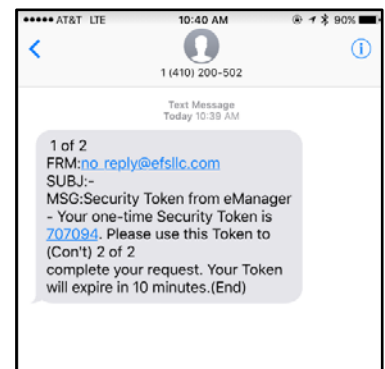 ●●●●● AT&T LTE 10:40 AM 90%
1 (410) 200-502
Text Message
Today 10:39 AM
1 of 2
FRM:no_reply@efsllc.com
SUBJ:-
MSG:Security Token from eManager
- Your one-time Security Token is
707094. Please use this Token to
(Con't) 2 of 2
complete your request. Your Token
will expire in 10 minutes.(End)